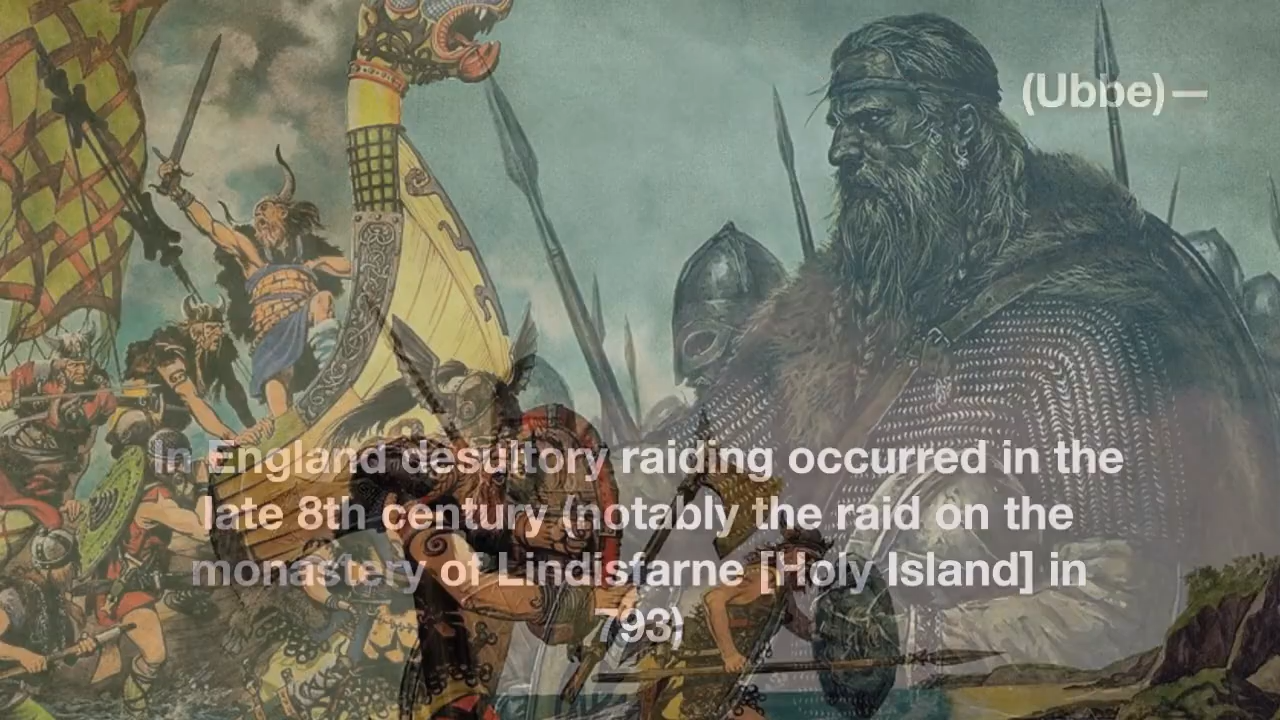 (Ubbe)—
In England desultory raiding occurred in the
late 8th century (notably the raid on the
monastery of Lindisfarne [Holy Island] in
793)